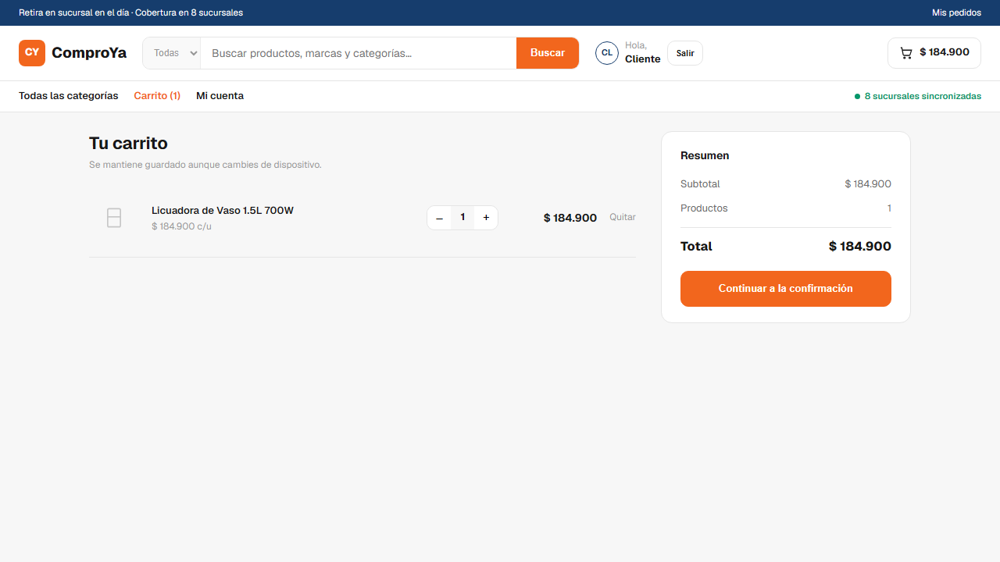 Retira en sucursal en el día · Cobertura en 8 sucursales
Mis pedidos
CY
ComproYa
Todas
Buscar productos, marcas y categorías...
Buscar
CL
Hola,
Cliente
Salir
$ 184.900
Todas las categorías
Carrito (1)
Mi cuenta
8 sucursales sincronizadas
Tu carrito
Se mantiene guardado aunque cambies de dispositivo.
Licuadora de Vaso 1.5L 700W
$ 184.900 c/u
– 1 +
$ 184.900
Quitar
Resumen
Subtotal $ 184.900
Productos 1
Total $ 184.900
Continuar a la confirmación